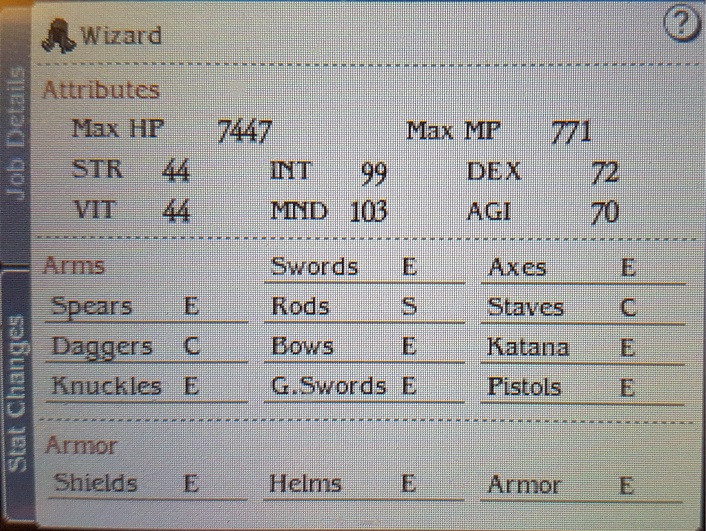 ?
Wizard
Attributes
Max HP 7447 Max MP 771
STR 44 INT 99 DEX 72
VIT 44 MND 103 AGI 70
Arms Swords E Axes E
Spears E Rods S Staves C
Daggers C Bows E Katana E
Knuckles E G.Swords E Pistols E
Armor
Shields E Helms E Armor E
Job Details
Stat Changes